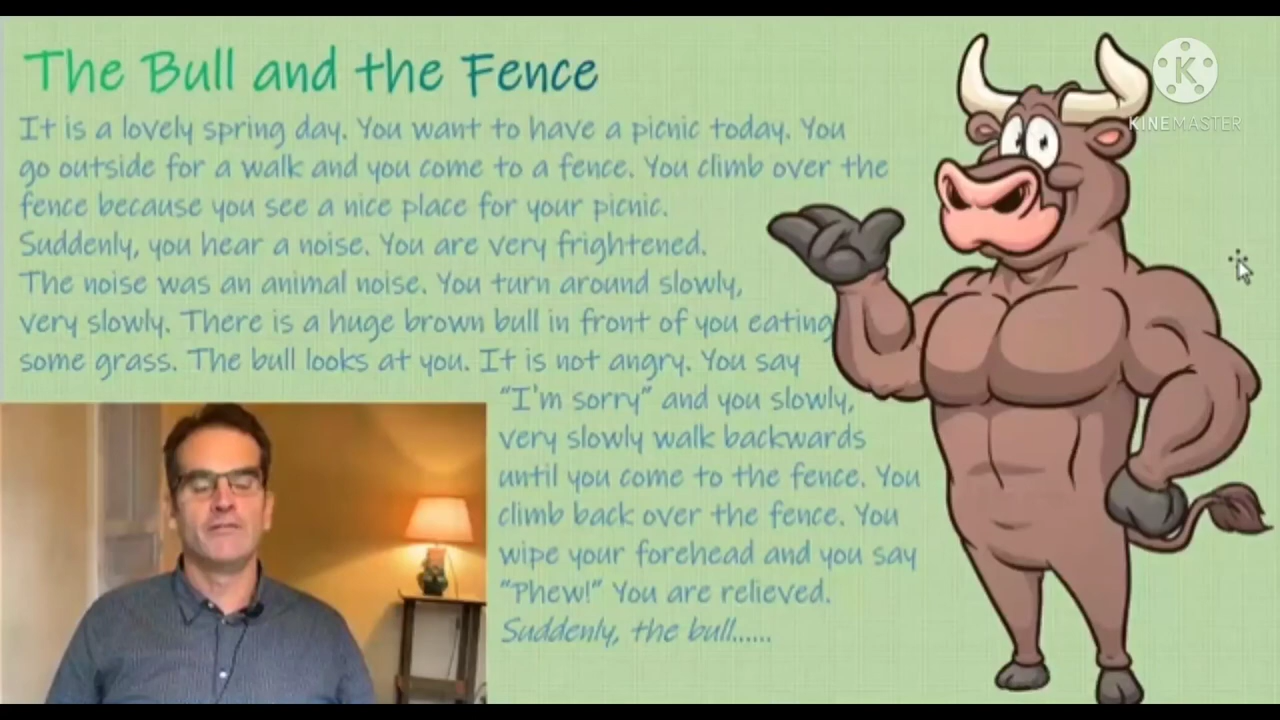 The Bull and the Fence
It is a lovely spring day. You want to have a picnic today. You
go outside for a walk and you come to a fence. You climb over the
fence because you see a nice place for your picnic.
Suddenly, you hear a noise. You are very frightened.
The noise was an animal noise. You turn around slowly,
very slowly. There is a huge brown bull in front of you eating
some grass. The bull looks at you. It is not angry. You say
"I'm sorry" and you slowly,
very slowly walk backwards
until you come to the fence. You
climb back over the fence. You
wipe your forehead and you say
"Phew!" You are relieved.
Suddenly, the bull......
K
KINEMASTER